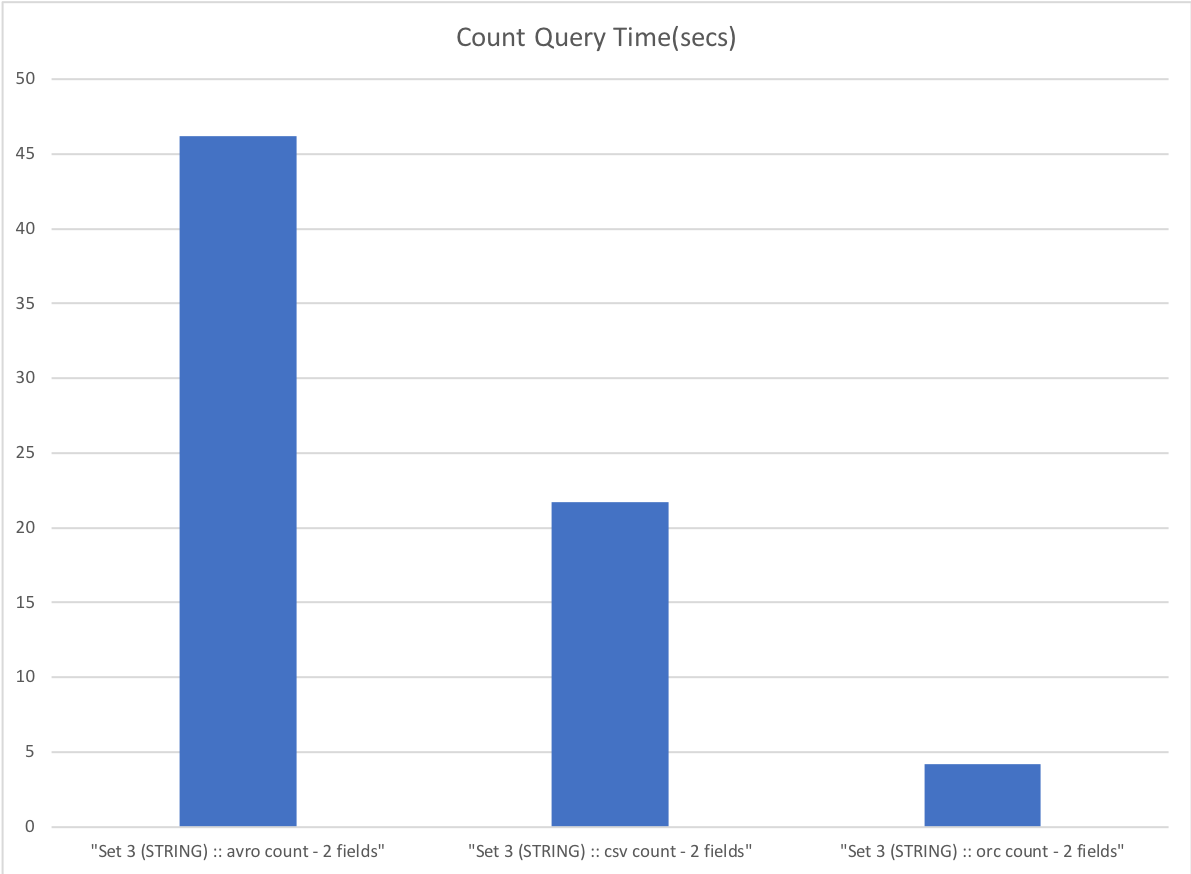 Count Query Time(secs)
50
45
40
35
30
25
20
15
10
5
0
"Set 3 (STRING) :: avro count - 2 fields"
"Set 3 (STRING) :: csv count - 2 fields"
"Set 3 (STRING) :: orc count - 2 fields"